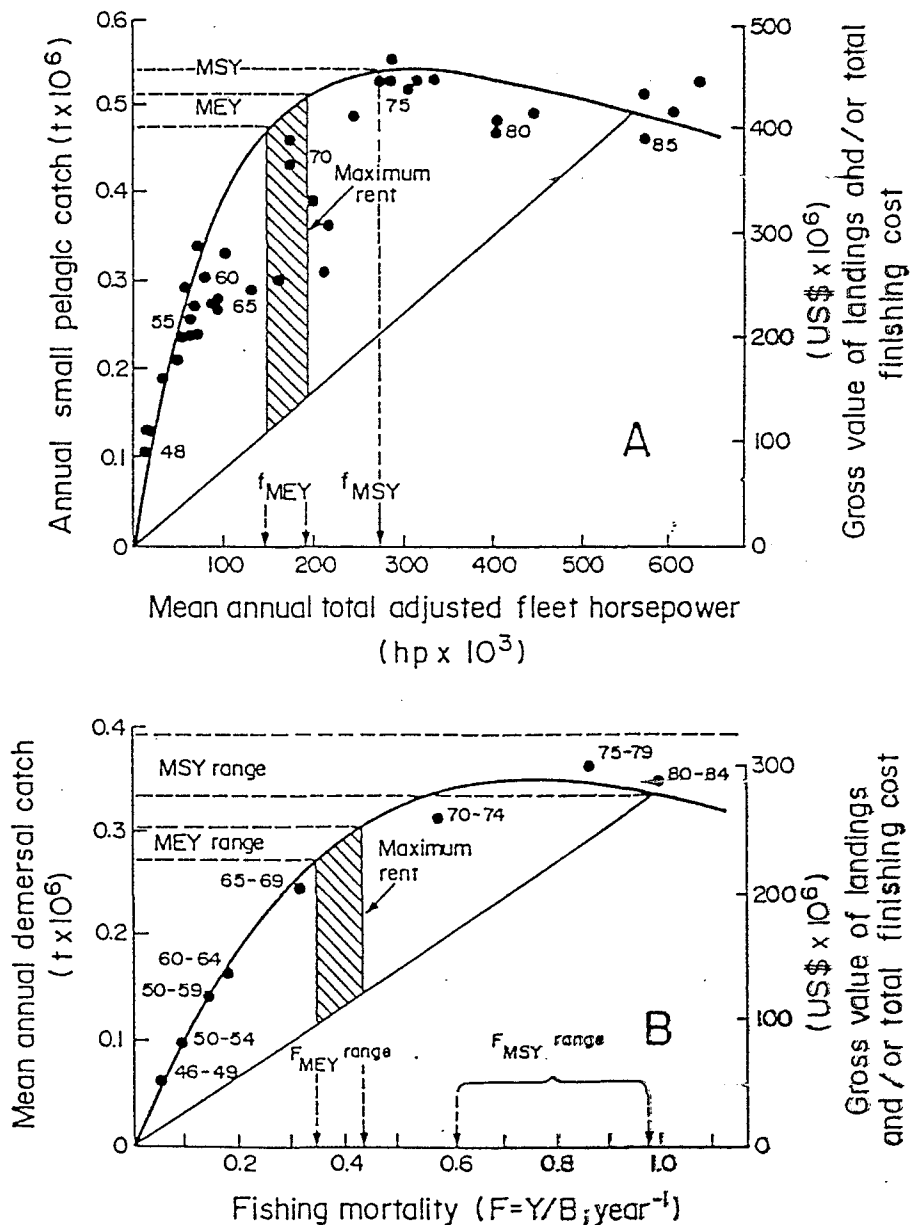 Annual small pelagic catch (t x 10⁶)
0.6
0.5
0.4
0.3
0.2
0.1
0
MSY
MEY
48
55
60
65
70
75
80
85
Maximum
rent
fMEY
fMSY
A
500
400
300
200
100
0
Gross value of landings ahd/or total
finishing cost
(US$ x 10⁶)
100
200
300
400
500
600
Mean annual total adjusted fleet horsepower
(hp x 10³)
Mean annual demersal catch
(t x 10⁶)
0.4
0.3
0.2
0.1
0
MSY range
MEY range
75-79
80-84
70-74
65-69
60-64
50-59
50-54
46-49
Maximum
rent
FMEY range
FMSY range
B
300
200
100
0
Gross value of landings
and/or total finishing cost
(US$ x 10⁶)
0.2
0.4
0.6
0.8
1.0
Fishing mortality (F=Y/B; year⁻¹)